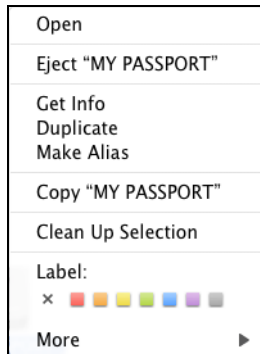 Open
Eject “MY PASSPORT”
Get Info
Duplicate
Make Alias
Copy “MY PASSPORT”
Clean Up Selection
Label:
×
More